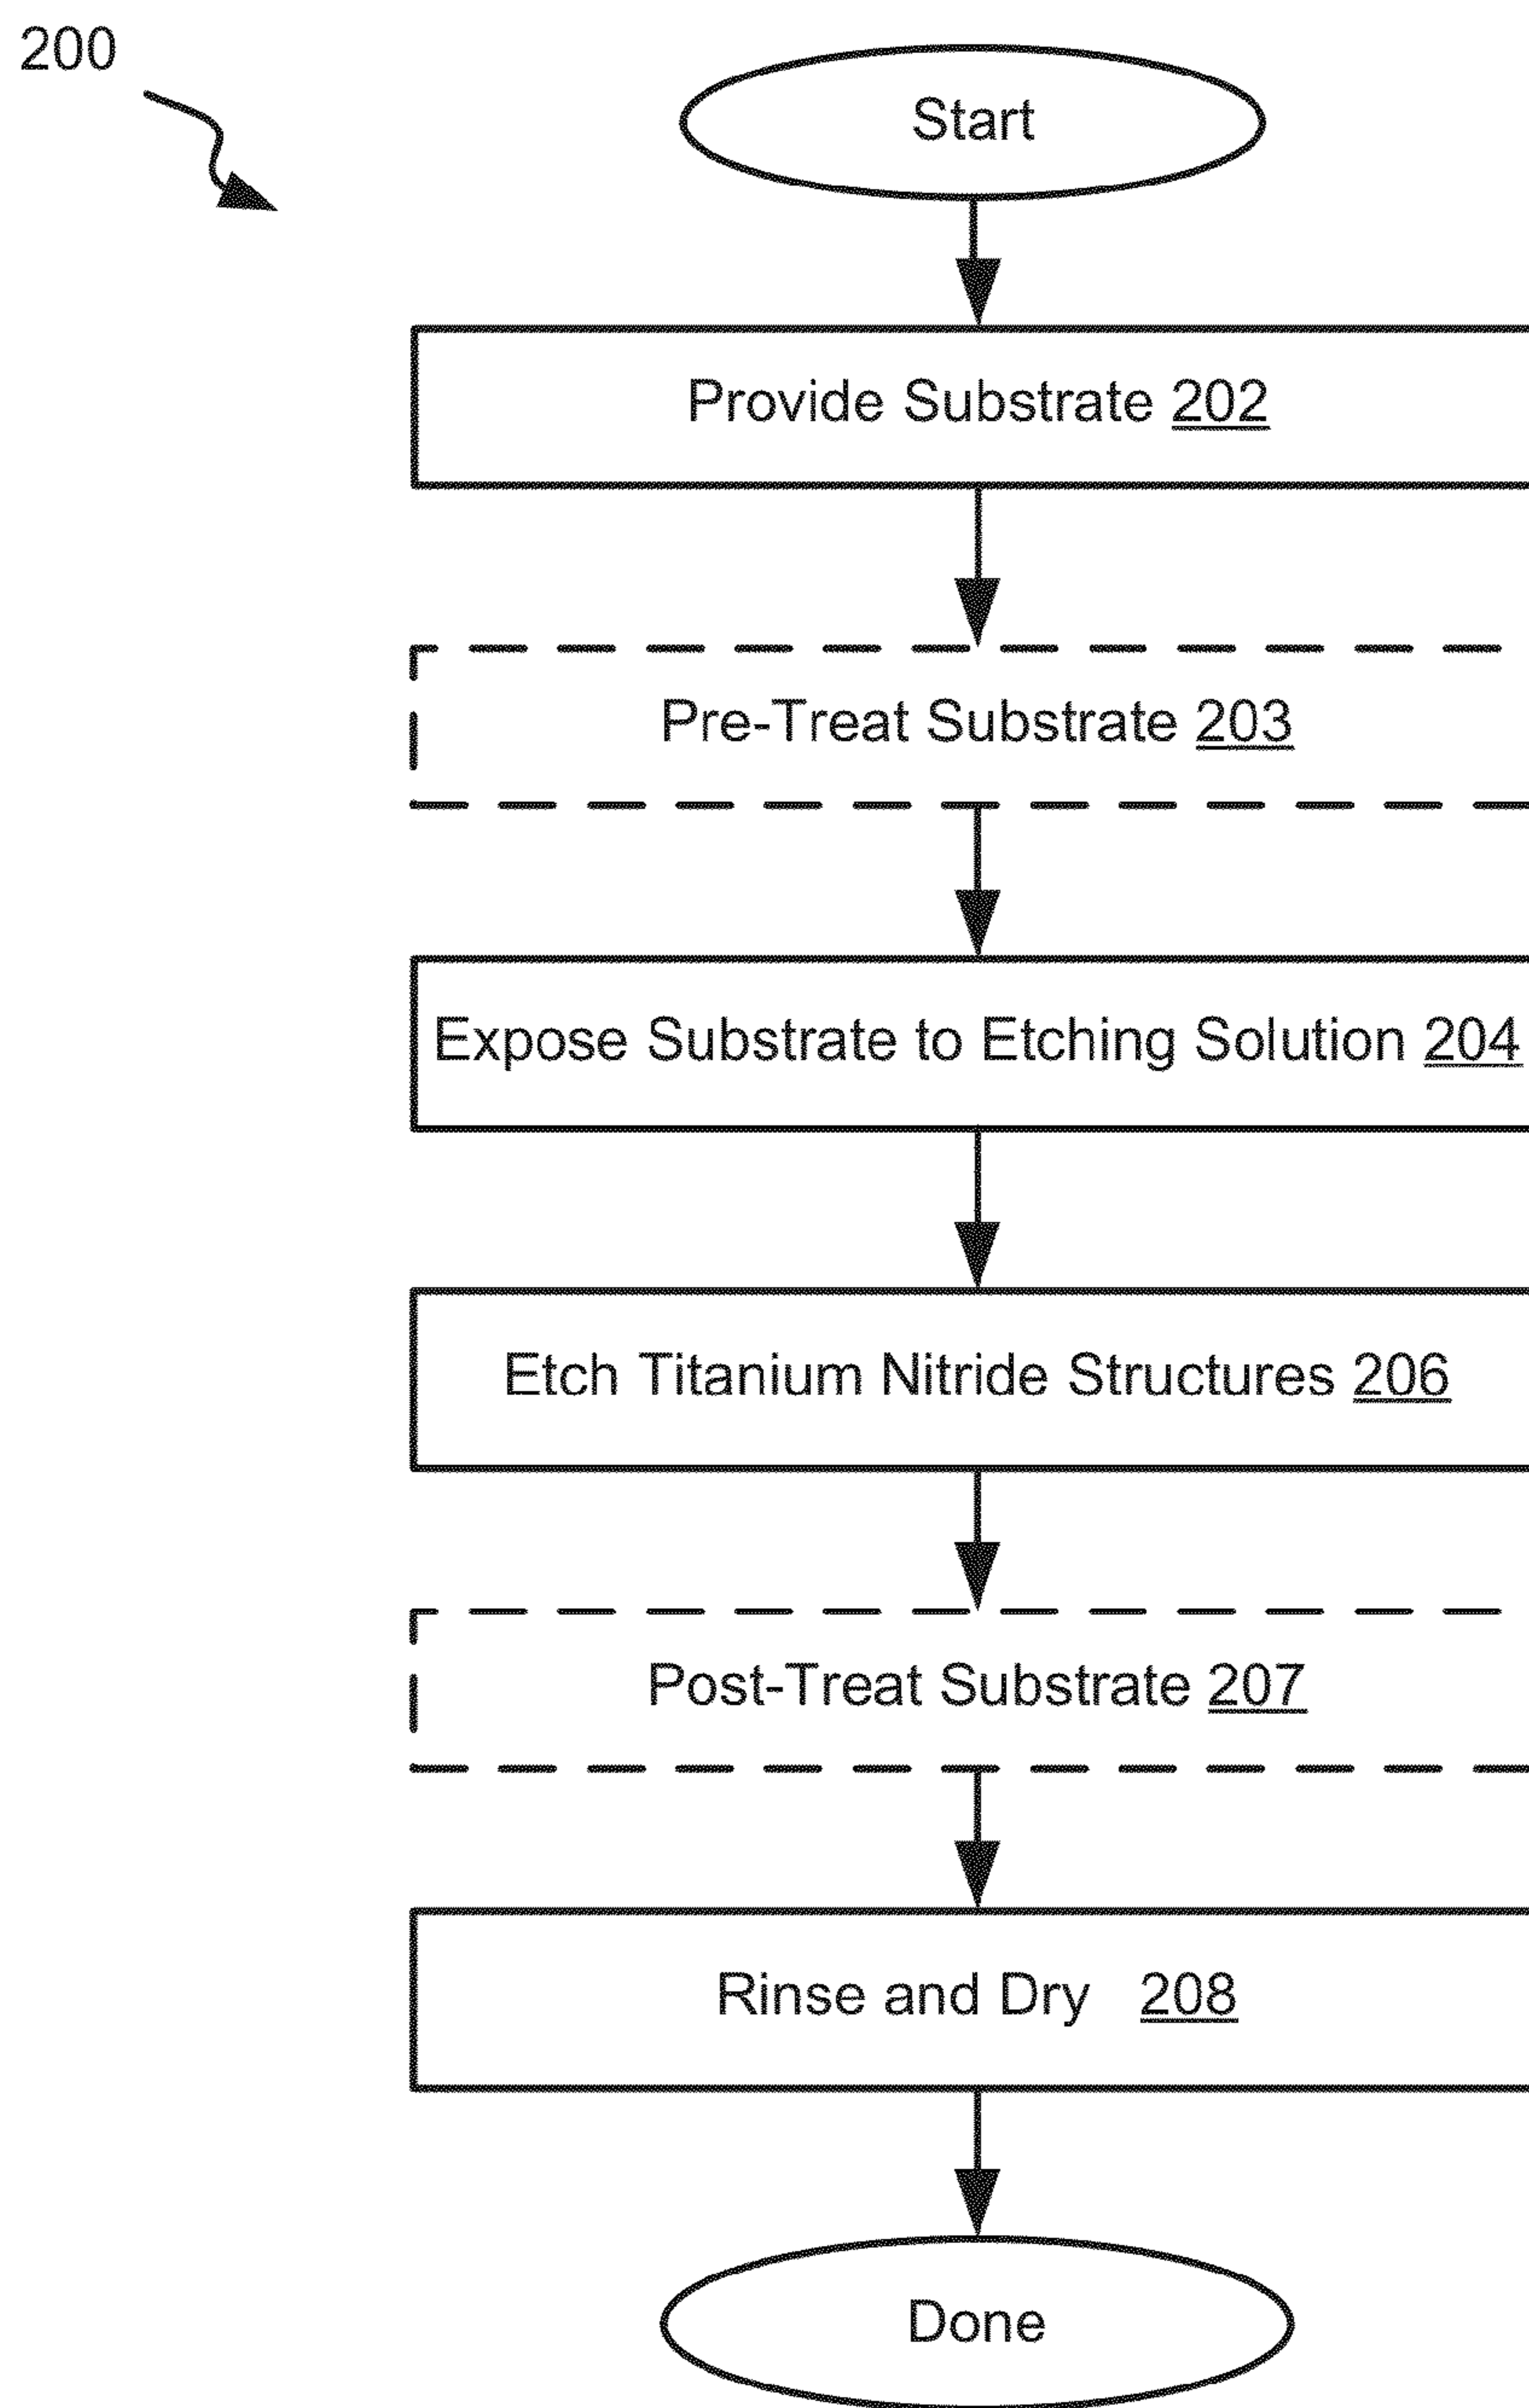 200
Start
Provide Substrate 202
Pre-Treat Substrate 203
Expose Substrate to Etching Solution 204
Etch Titanium Nitride Structures 206
Post-Treat Substrate 207
Rinse and Dry 208
Done